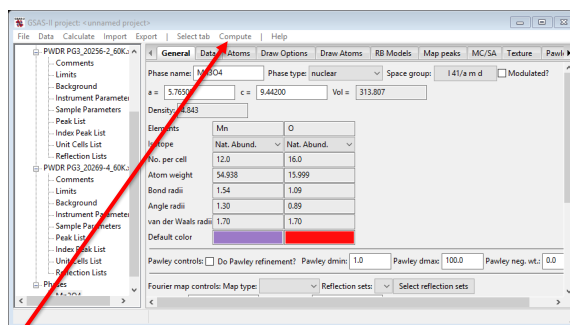 GSAS-II project: <unnamed project>
File Data Calculate Import Export | Select tab Compute | Help
PWDR PG3_20256-2_60K.
Comments
Limits
Background
Instrument Parameter
Sample Parameters
Peak List
Index Peak List
Unit Cells List
Reflection Lists
PWDR PG3_20269-4_60K.
Comments
Limits
Background
Instrument Parameter
Sample Parameters
Peak List
Index Peak List
Unit Cells List
Reflection Lists
Phases
Mn3O4
General Data Atoms Draw Options Draw Atoms RB Models Map peaks MC/SA Texture Pawl
Phase name: Mn3O4 Phase type: nuclear Space group: I 41/a m d Modulated?
a = 5.76500 c = 9.44200 Vol = 313.807
Density: 4.843
Elements Mn O
Isotope Nat. Abund. Nat. Abund.
No. per cell 12.0 16.0
Atom weight 54.938 15.999
Bond radii 1.54 1.09
Angle radii 1.30 0.89
van der Waals radii 1.70 1.70
Default color
Pawley controls: Do Pawley refinement? Pawley dmin: 1.0 Pawley dmax: 100.0 Pawley neg. wt.: 0.0
Fourier map controls: Map type: Reflection sets: Select reflection sets